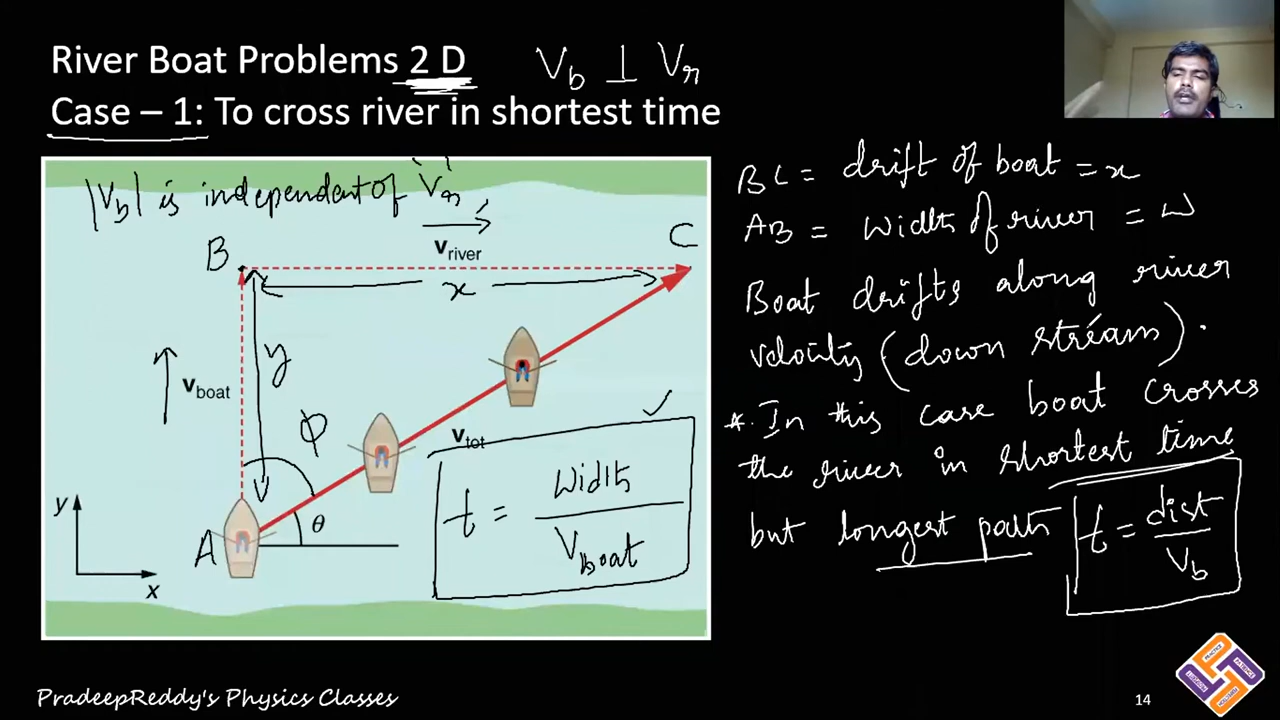 River Boat Problems 2 D
V_b ⊥ V_r
Case – 1: To cross river in shortest time
|V_b| is independent of V_r
v_river
B
C
x
y
v_boat
ϕ
v_tot
θ
A
y
x
t = Width / V_boat
BC = drift of boat = x
AB = Width of river = W
Boat drifts along river
velocity (down stream).
*. In this case boat crosses
the river in shortest time
but longest path
t = dist / V_b
PradeepReddy's Physics Classes
14